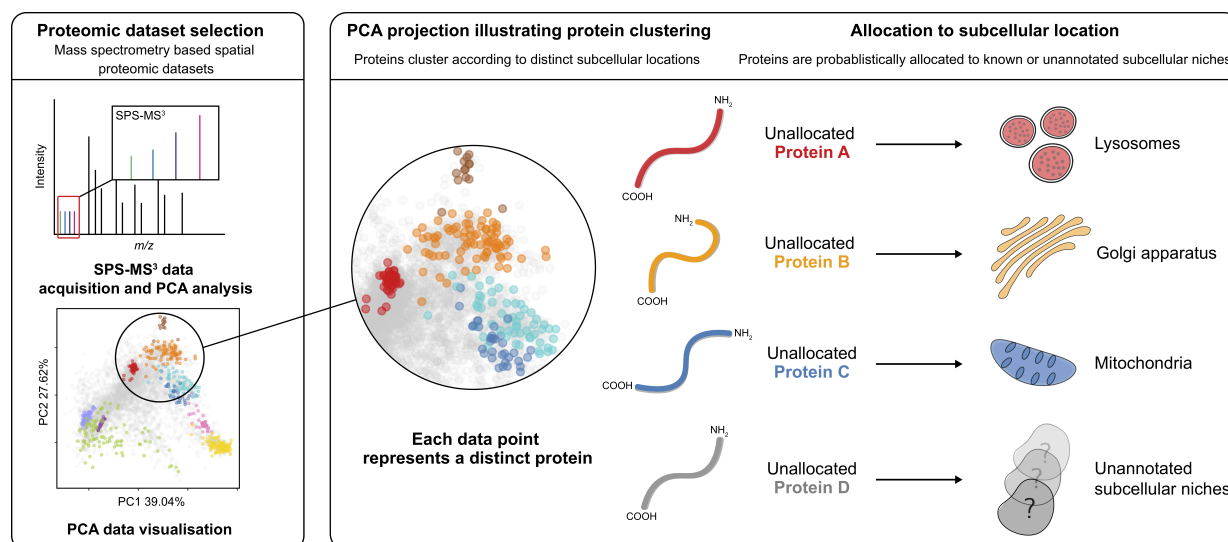 Proteomic dataset selection
Mass spectrometry based spatial
proteomic datasets
Intensity
SPS-MS³
m/z
SPS-MS³ data
acquisition and PCA analysis
PC2 27.62%
PC1 39.04%
PCA data visualisation
PCA projection illustrating protein clustering
Proteins cluster according to distinct subcellular locations
Each data point
represents a distinct protein
Allocation to subcellular location
Proteins are probablistically allocated to known or unannotated subcellular niches
NH₂
COOH
Unallocated
Protein A
Lysosomes
NH₂
COOH
Unallocated
Protein B
Golgi apparatus
NH₂
COOH
Unallocated
Protein C
Mitochondria
NH₂
COOH
Unallocated
Protein D
?
?
?
Unannotated
subcellular niches